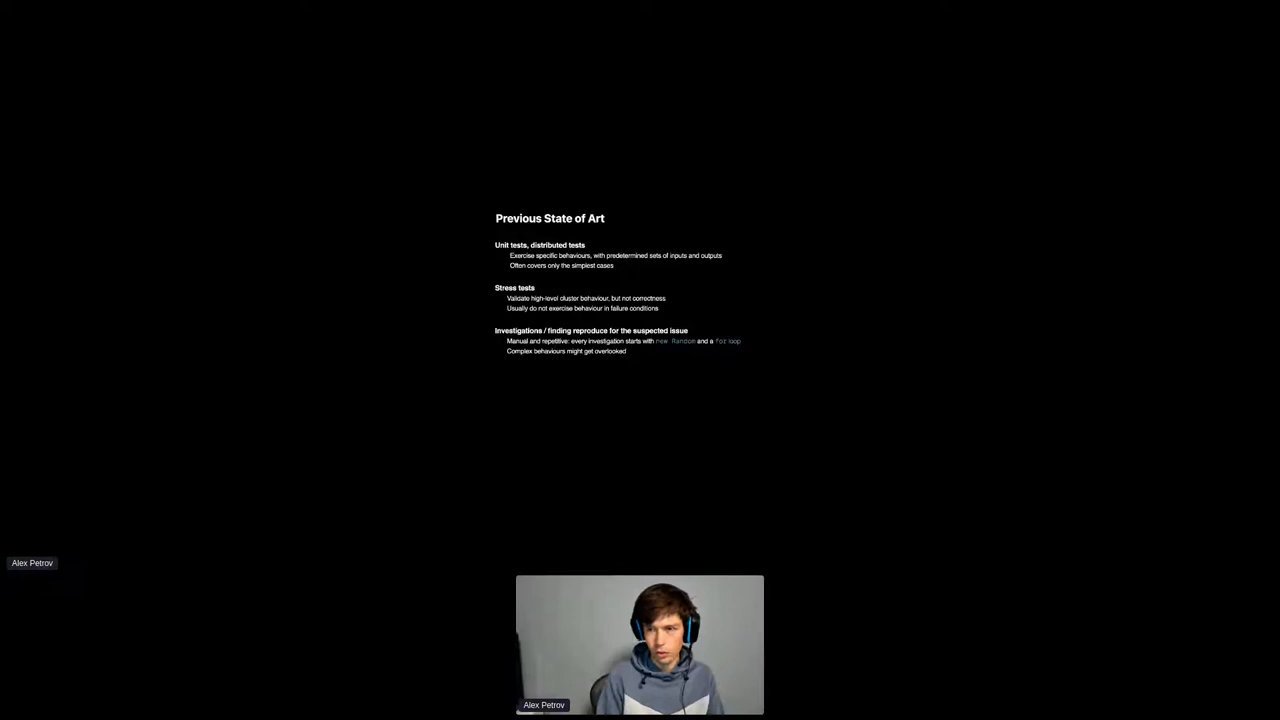 Previous State of Art
Unit tests, distributed tests
Exercise specific behaviours, with predetermined sets of inputs and outputs
Often covers only the simplest cases
Stress tests
Validate high-level cluster behaviour, but not correctness
Usually do not exercise behaviour in failure conditions
Investigations / finding reproduce for the suspected issue
Manual and repetitive: every investigation starts with new Random and a for loop
Complex behaviours might get overlooked
Alex Petrov
Alex Petrov